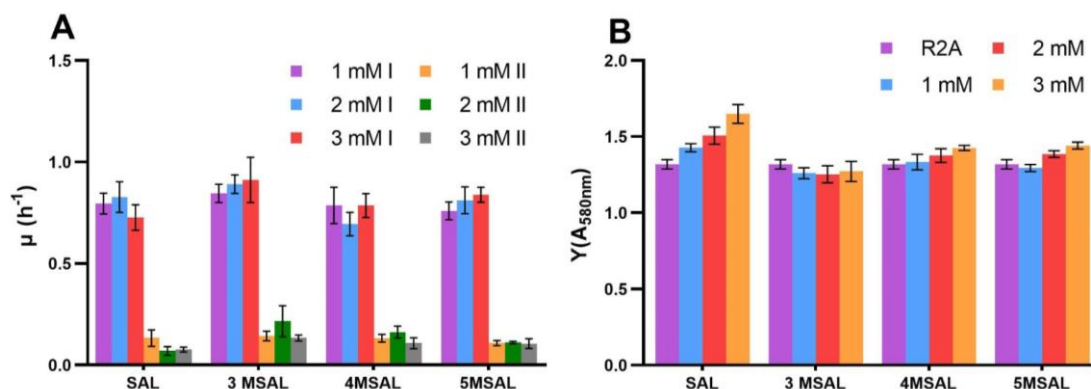 A
1 mM I
1 mM II
2 mM I
2 mM II
3 mM I
3 mM II
μ (h⁻¹)
1.5
1.0
0.5
0.0
SAL
3 MSAL
4MSAL
5MSAL
B
R2A
2 mM
1 mM
3 mM
Y(A₅₈₀ₙₘ)
2.0
1.5
1.0
0.5
0.0
SAL
3 MSAL
4MSAL
5MSAL